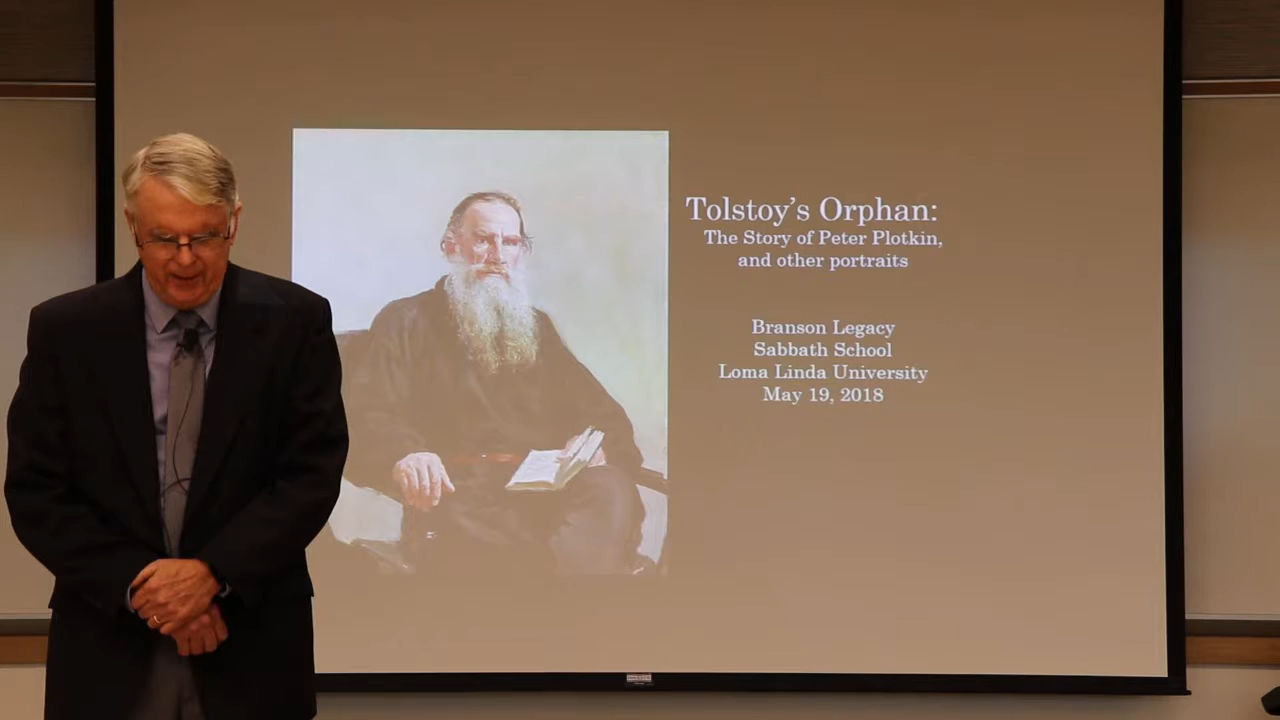 Tolstoy's Orphan:
The Story of Peter Plotkin,
and other portraits
Branson Legacy
Sabbath School
Loma Linda University
May 19, 2018